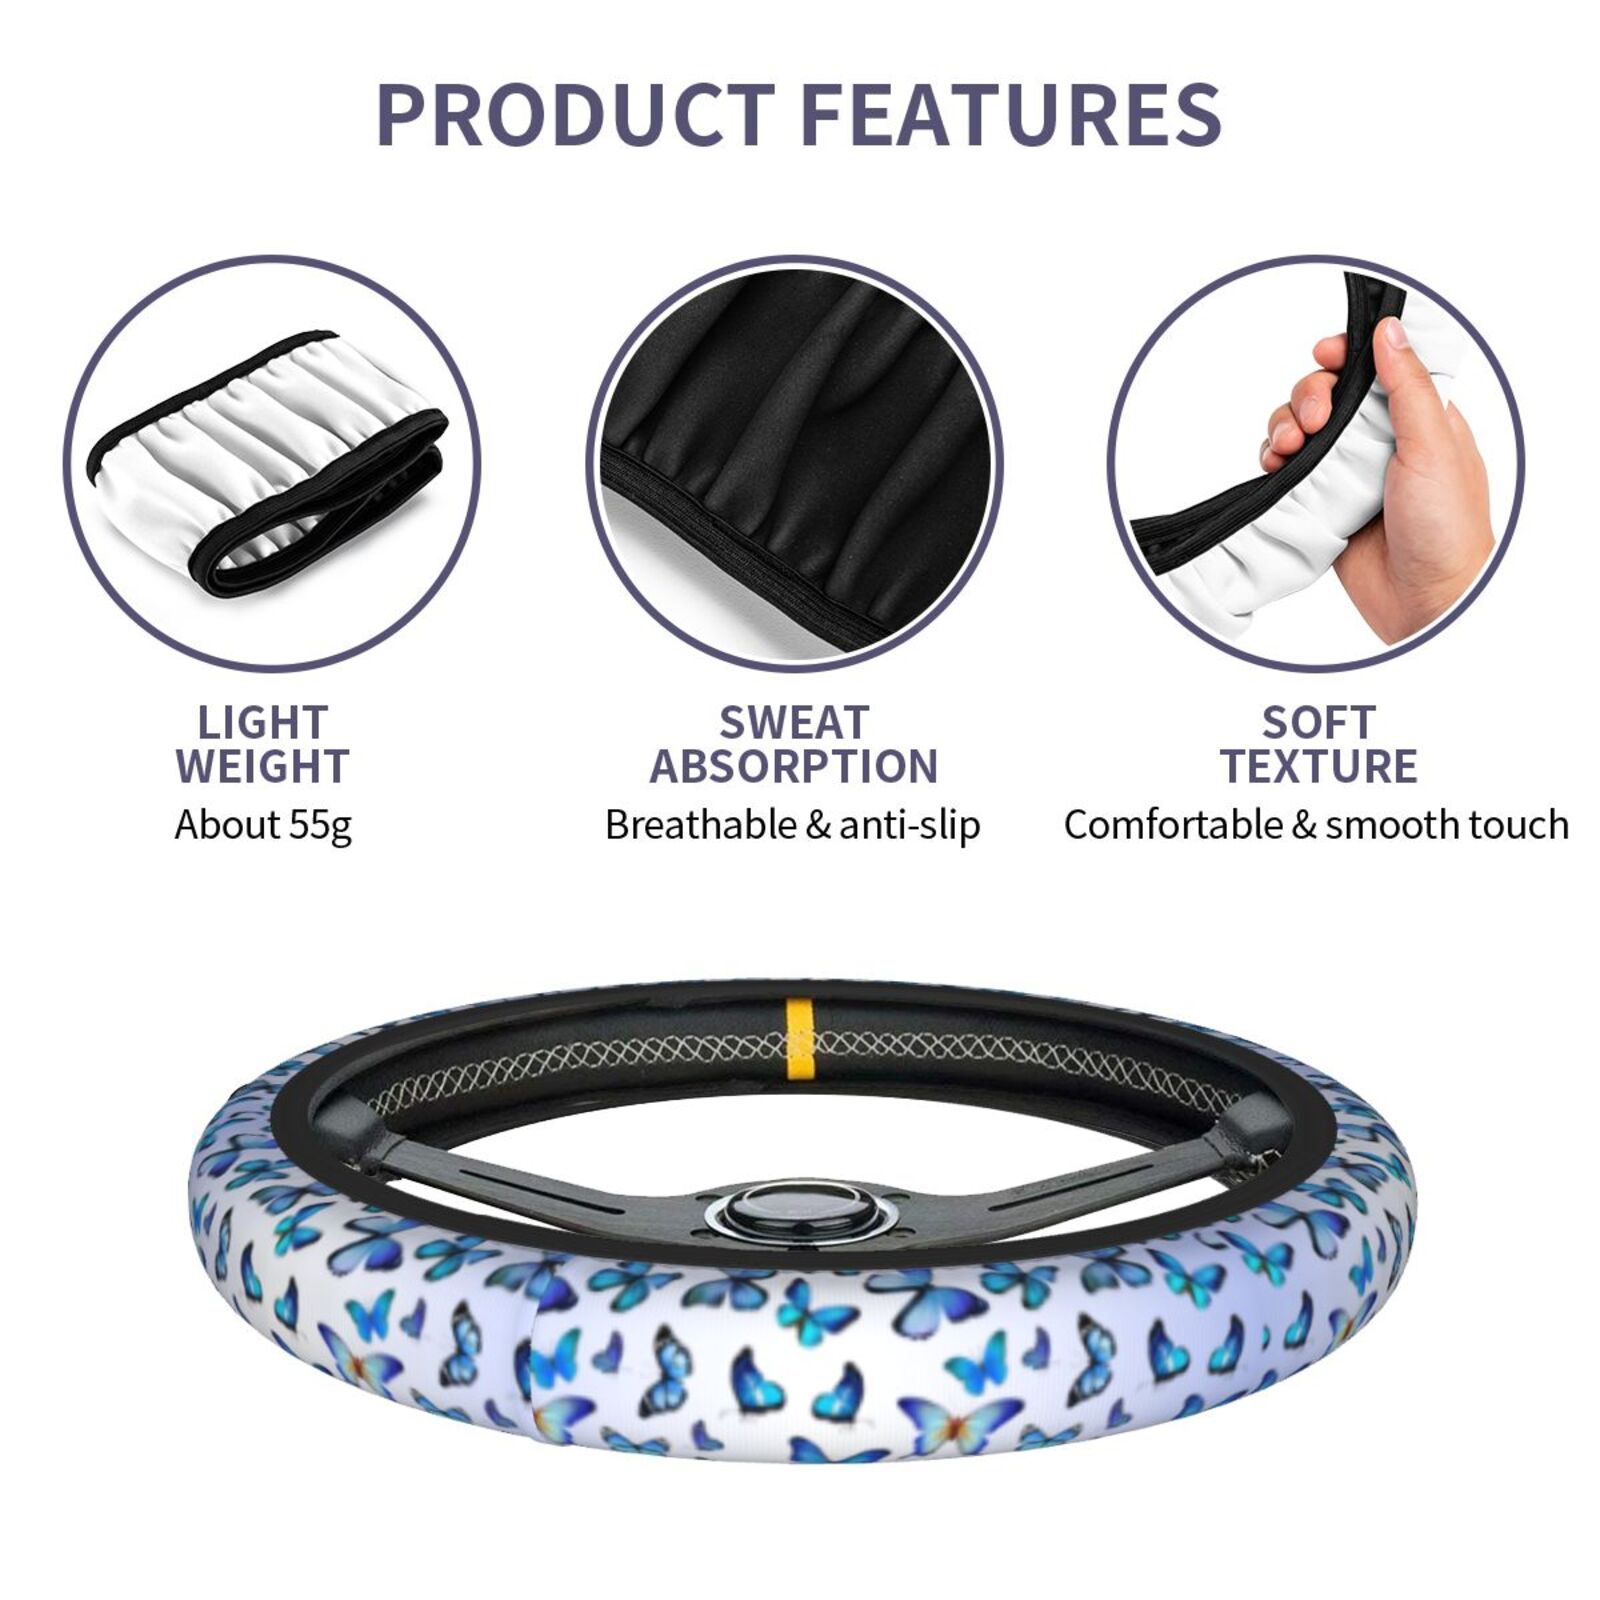 PRODUCT FEATURES
LIGHT
WEIGHT
About 55g
SWEAT
ABSORPTION
Breathable & anti-slip
SOFT
TEXTURE
Comfortable & smooth touch